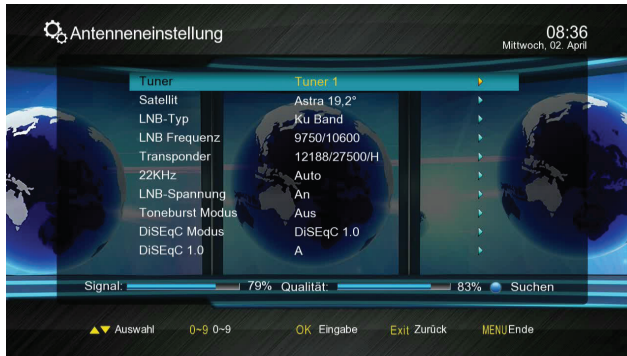 Antenneneinstellung
08:36
Mittwoch, 02. April
Tuner Tuner 1
Satellit Astra 19,2°
LNB-Typ Ku Band
LNB Frequenz 9750/10600
Transponder 12188/27500/H
22KHz Auto
LNB-Spannung An
Toneburst Modus Aus
DiSEqC Modus DiSEqC 1.0
DiSEqC 1.0 A
Signal: 79% Qualität: 83% Suchen
Auswahl 0~9 0~9 OK Eingabe Exit Zurück MENU Ende